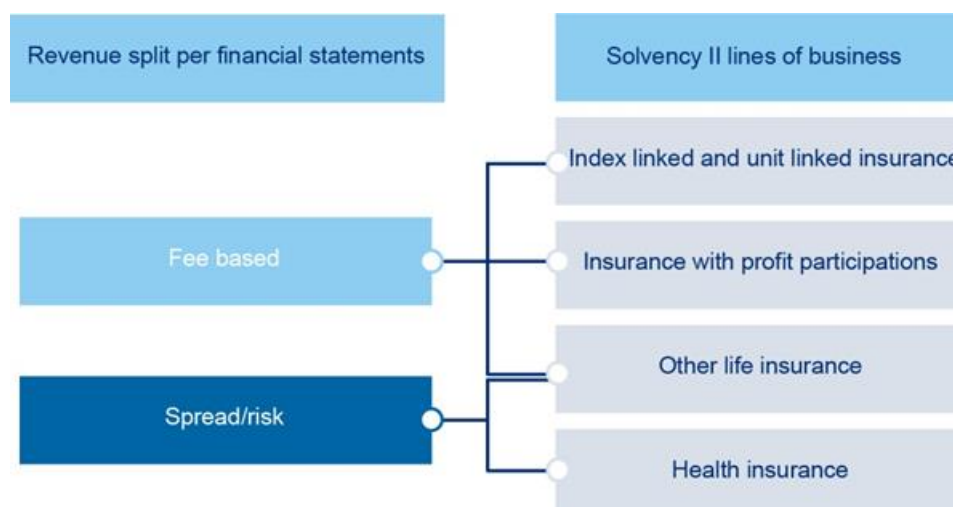 Revenue split per financial statements
Solvency II lines of business
Index linked and unit linked insurance
Fee based
Insurance with profit participations
Other life insurance
Spread/risk
Health insurance